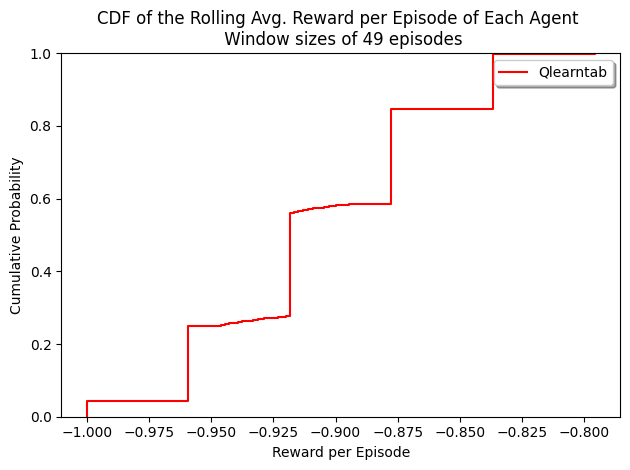 CDF of the Rolling Avg. Reward per Episode of Each Agent
Window sizes of 49 episodes
Qlearntab
Cumulative Probability
1.0
0.8
0.6
0.4
0.2
0.0
−1.000 −0.975 −0.950 −0.925 −0.900 −0.875 −0.850 −0.825 −0.800
Reward per Episode